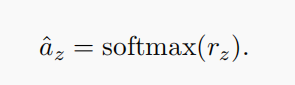 â_z = softmax(r_z).